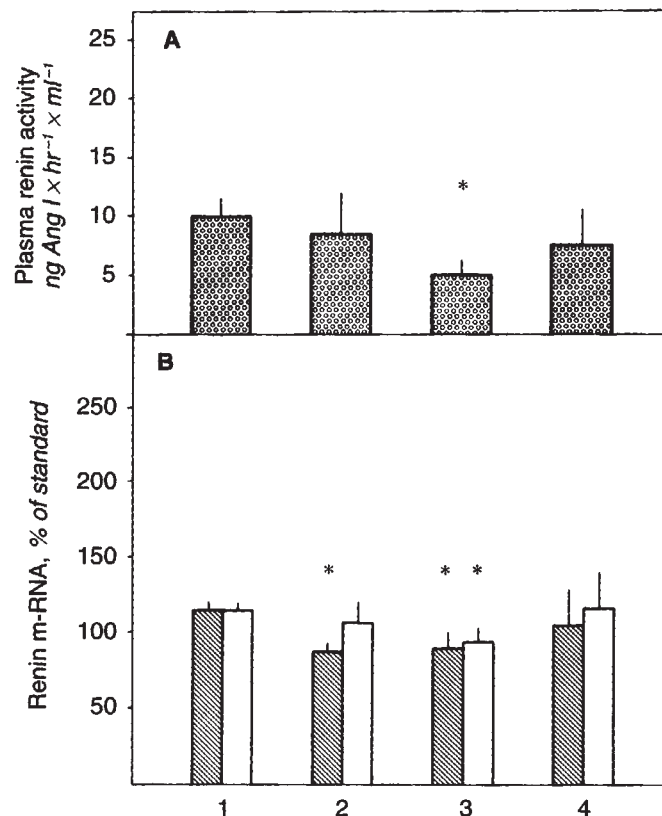 Plasma renin activity
ng Ang I × hr⁻¹ × ml⁻¹
A
25
20
15
10
5
*
Renin m-RNA, % of standard
B
250
200
150
100
50
* * *
1 2 3 4